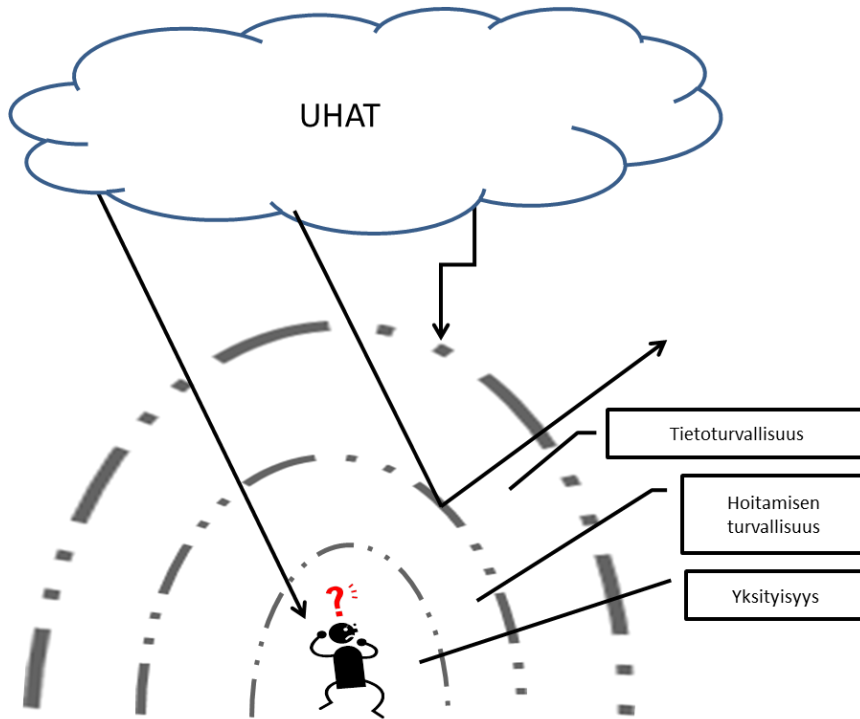 UHAT
?
Tietoturvallisuus
Hoitamisen
turvallisuus
Yksityisyys